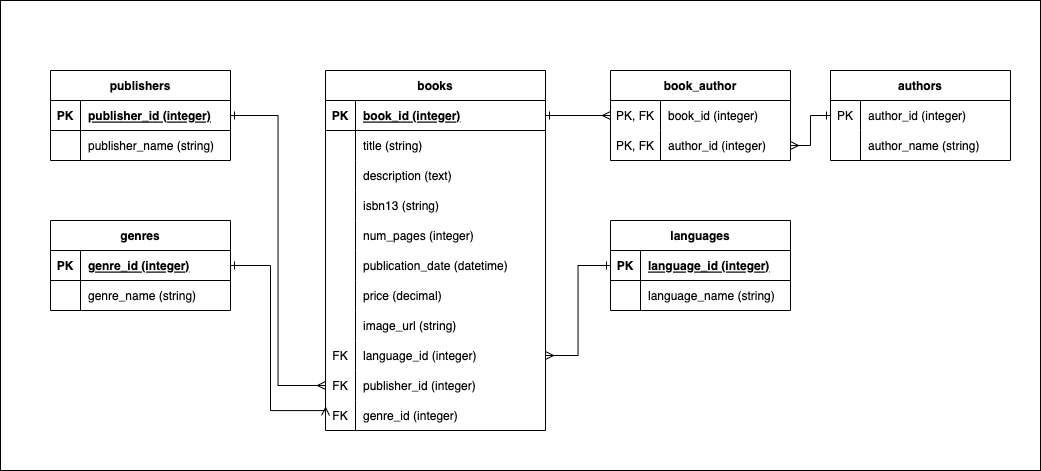 publishers
PK publisher_id (integer)
publisher_name (string)
books
PK book_id (integer)
title (string)
description (text)
isbn13 (string)
num_pages (integer)
publication_date (datetime)
price (decimal)
image_url (string)
FK language_id (integer)
FK publisher_id (integer)
FK genre_id (integer)
book_author
PK, FK book_id (integer)
PK, FK author_id (integer)
authors
PK author_id (integer)
author_name (string)
genres
PK genre_id (integer)
genre_name (string)
languages
PK language_id (integer)
language_name (string)